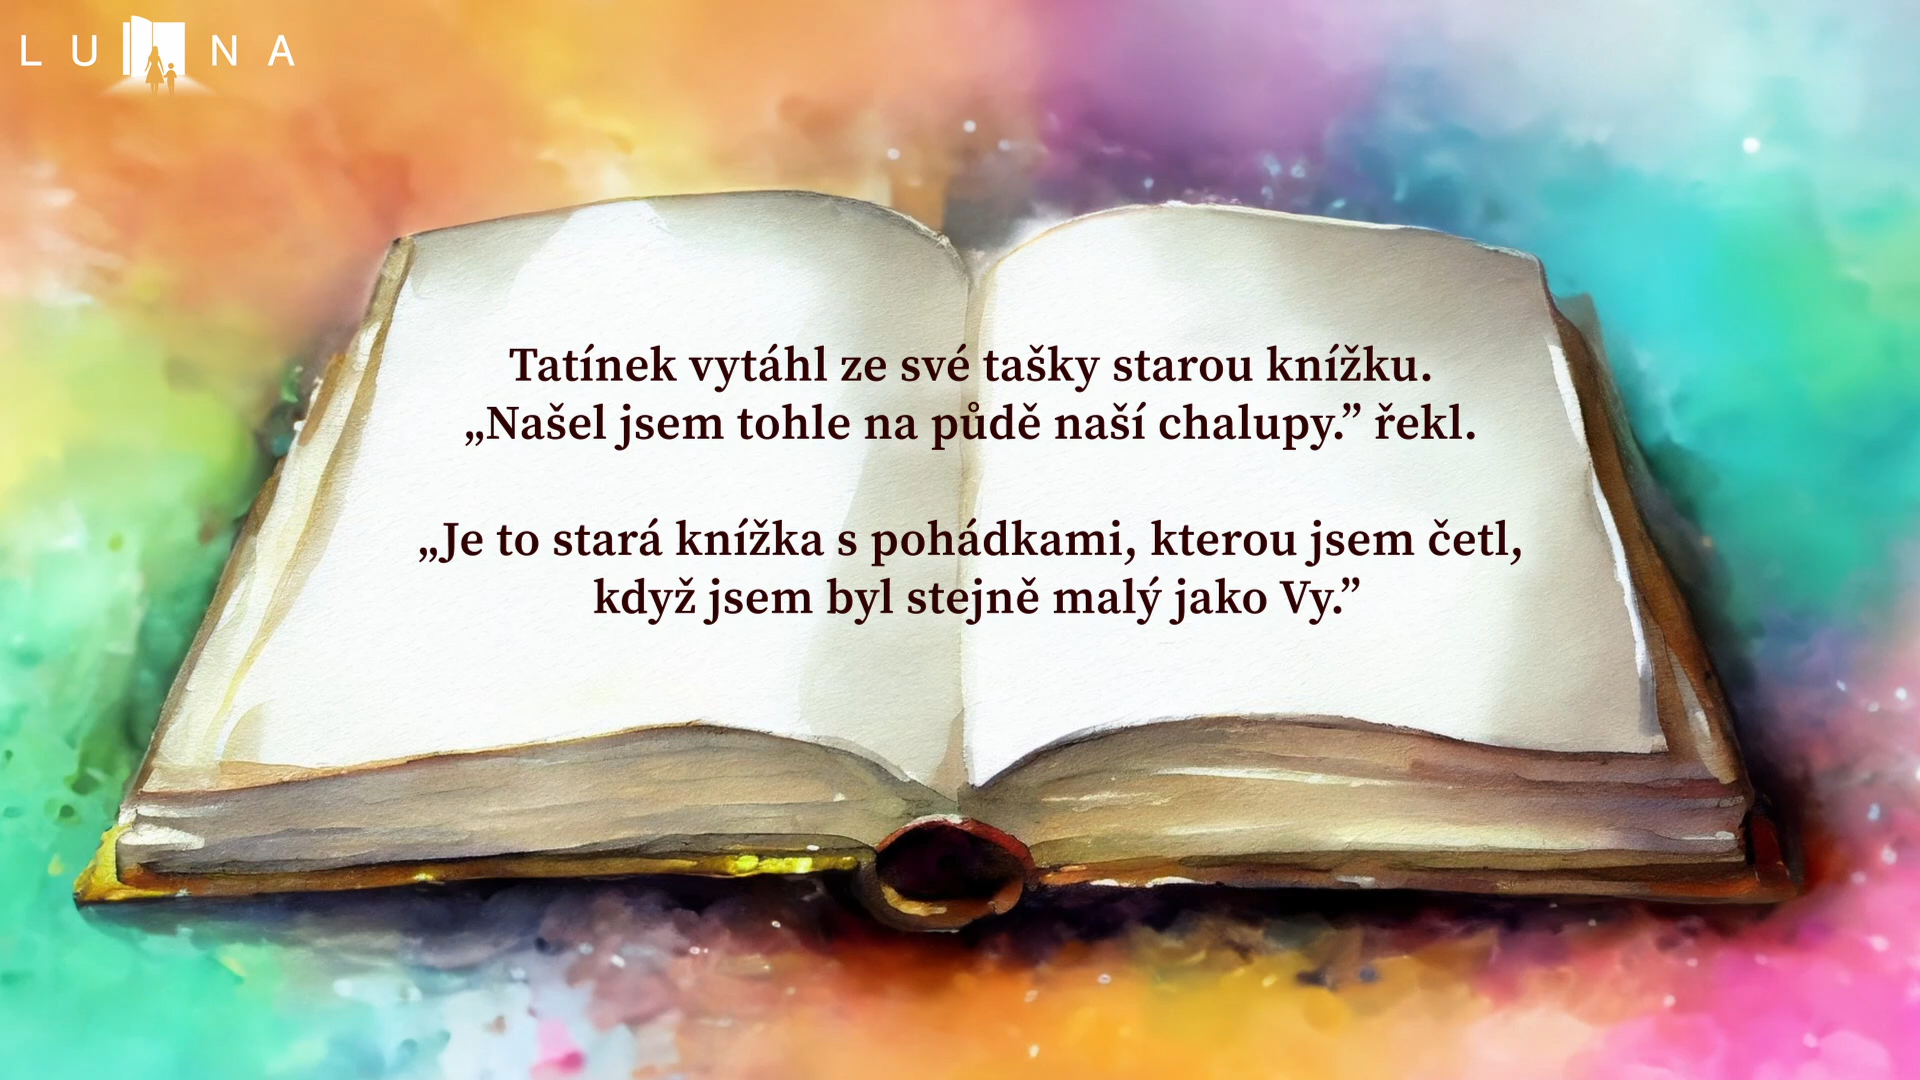 LUNA
Tatínek vytáhl ze své tašky starou knížku.
„Našel jsem tohle na půdě naší chalupy.” řekl.
„Je to stará knížka s pohádkami, kterou jsem četl,
když jsem byl stejně malý jako Vy.”